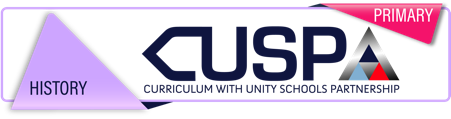 PRIMARY
CUSP
CURRICULUM WITH UNITY SCHOOLS PARTNERSHIP
HISTORY